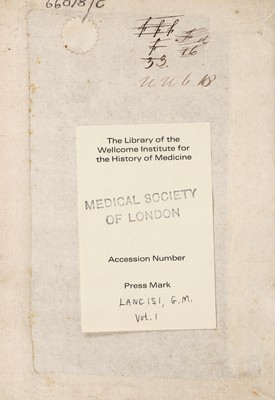 66078/C
The Library of the
Wellcome Institute for
the History of Medicine
MEDICAL SOCIETY
OF LONDON
Accession Number
Press Mark
LANCISI, G.M.
Vol. 1